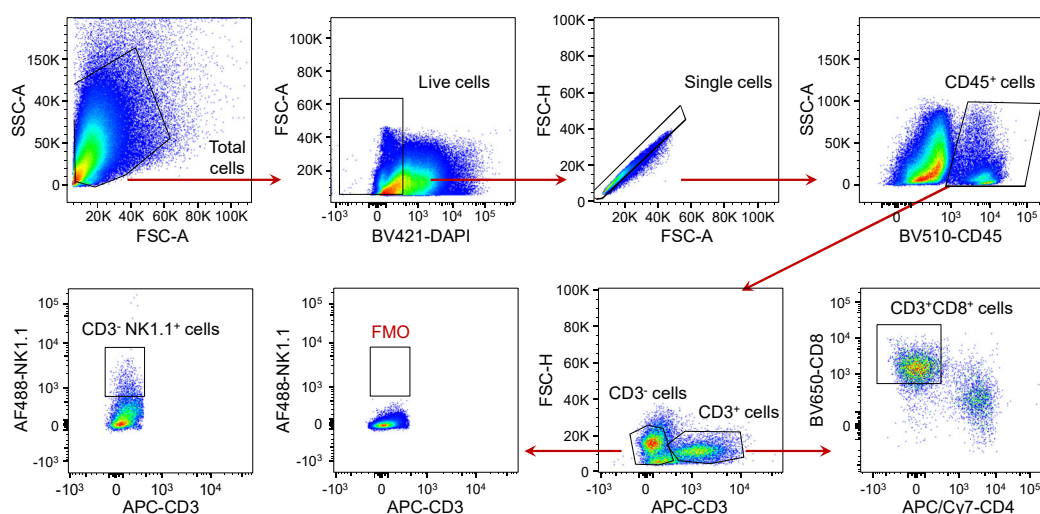 SSC-A
150K
40K
50K
0
20K 40K 60K 80K 100K
FSC-A
Total
cells
FSC-A
100K
80K
60K
40K
20K
0
-10³ 0 10³ 10⁴ 10⁵
BV421-DAPI
Live cells
FSC-H
100K
80K
60K
40K
20K
0
20K 40K 60K 80K 100K
FSC-A
Single cells
SSC-A
150K
100K
50K
0
10³ 10⁴ 10⁵
BV510-CD45
CD45⁺ cells
AF488-NK1.1
10⁵
10⁴
10³
0
-10³
-10³ 0 10³ 10⁴
APC-CD3
CD3⁻ NK1.1⁺ cells
AF488-NK1.1
10⁵
10⁴
10³
0
-10³
-10³ 0 10³ 10⁴
APC-CD3
FMO
FSC-H
100K
80K
60K
40K
20K
0
-10³ 0 10³ 10⁴
APC-CD3
CD3⁻ cells
CD3⁺ cells
BV650-CD8
10⁵
10⁴
10³
0
-10³ 0 10³ 10⁴
APC/Cy7-CD4
CD3⁺CD8⁺ cells